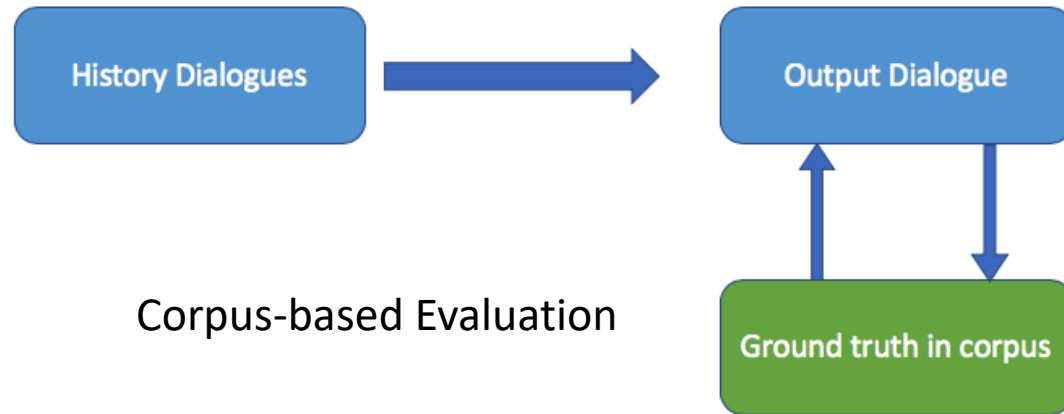 History Dialogues
Output Dialogue
Corpus-based Evaluation
Ground truth in corpus